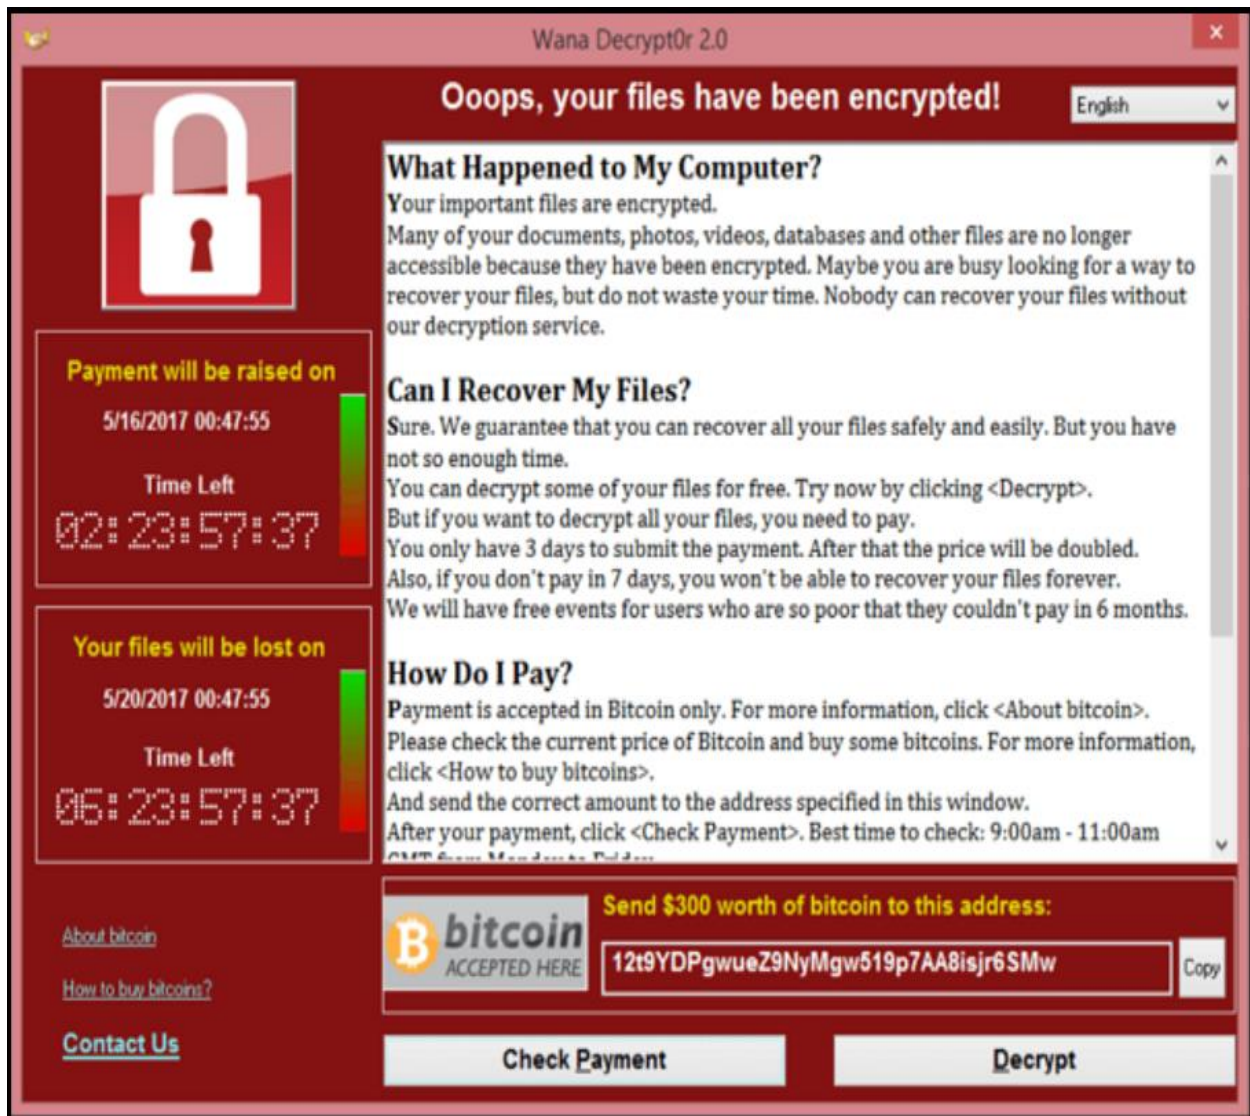 Wana Decrypt0r 2.0
Ooops, your files have been encrypted!
English
What Happened to My Computer?
Your important files are encrypted.
Many of your documents, photos, videos, databases and other files are no longer
accessible because they have been encrypted. Maybe you are busy looking for a way to
recover your files, but do not waste your time. Nobody can recover your files without
our decryption service.
Can I Recover My Files?
Sure. We guarantee that you can recover all your files safely and easily. But you have
not so enough time.
You can decrypt some of your files for free. Try now by clicking <Decrypt>.
But if you want to decrypt all your files, you need to pay.
You only have 3 days to submit the payment. After that the price will be doubled.
Also, if you don't pay in 7 days, you won't be able to recover your files forever.
We will have free events for users who are so poor that they couldn't pay in 6 months.
How Do I Pay?
Payment is accepted in Bitcoin only. For more information, click <About bitcoin>.
Please check the current price of Bitcoin and buy some bitcoins. For more information,
click <How to buy bitcoins>.
And send the correct amount to the address specified in this window.
After your payment, click <Check Payment>. Best time to check: 9:00am - 11:00am
GMT from Monday to Friday
Payment will be raised on
5/16/2017 00:47:55
Time Left
02:23:57:37
Your files will be lost on
5/20/2017 00:47:55
Time Left
06:23:57:37
About bitcoin
How to buy bitcoins?
Contact Us
bitcoin
ACCEPTED HERE
Send $300 worth of bitcoin to this address:
12t9YDPgwueZ9NyMgw519p7AA8isjr6SMw
Copy
Check Payment
Decrypt